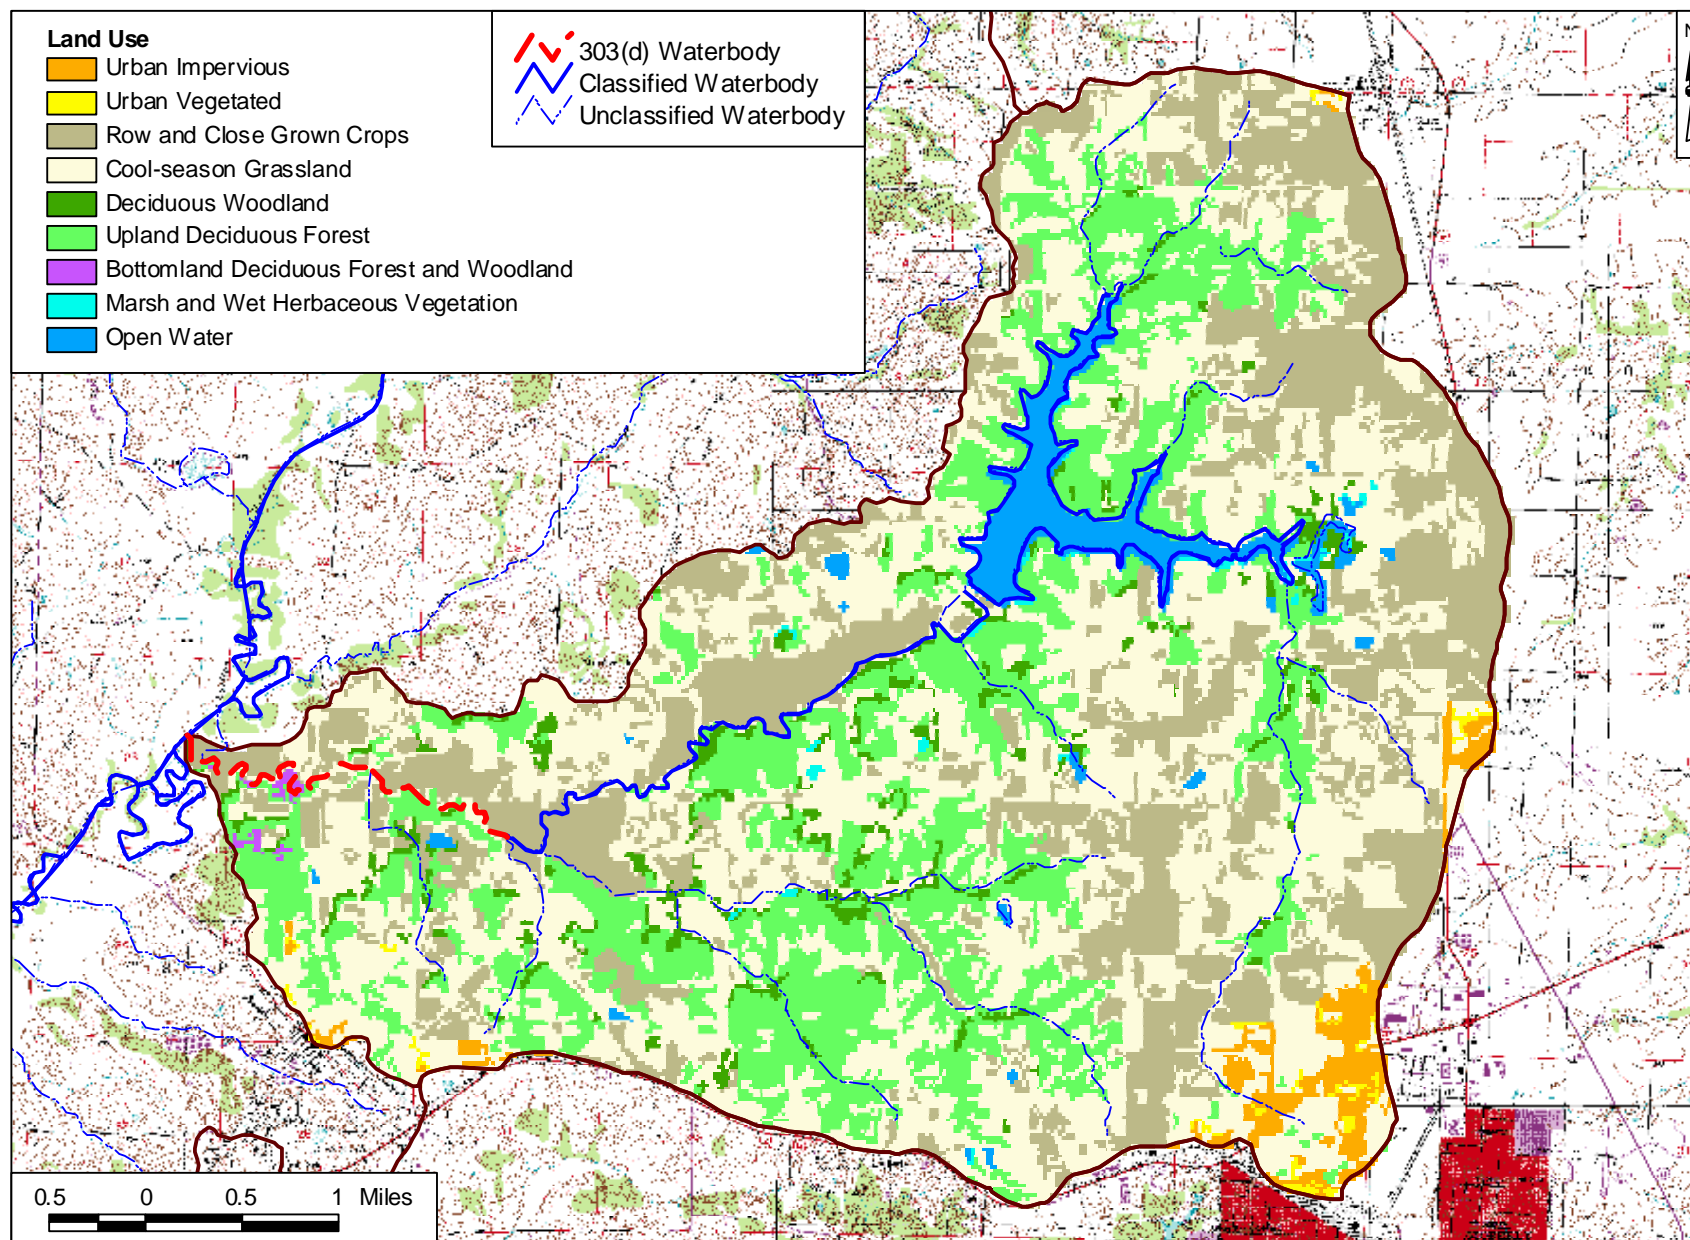 Land Use
Urban Impervious
Urban Vegetated
Row and Close Grown Crops
Cool-season Grassland
Deciduous Woodland
Upland Deciduous Forest
Bottomland Deciduous Forest and Woodland
Marsh and Wet Herbaceous Vegetation
Open Water
303(d) Waterbody
Classified Waterbody
Unclassified Waterbody
N
0.5 0 0.5 1 Miles